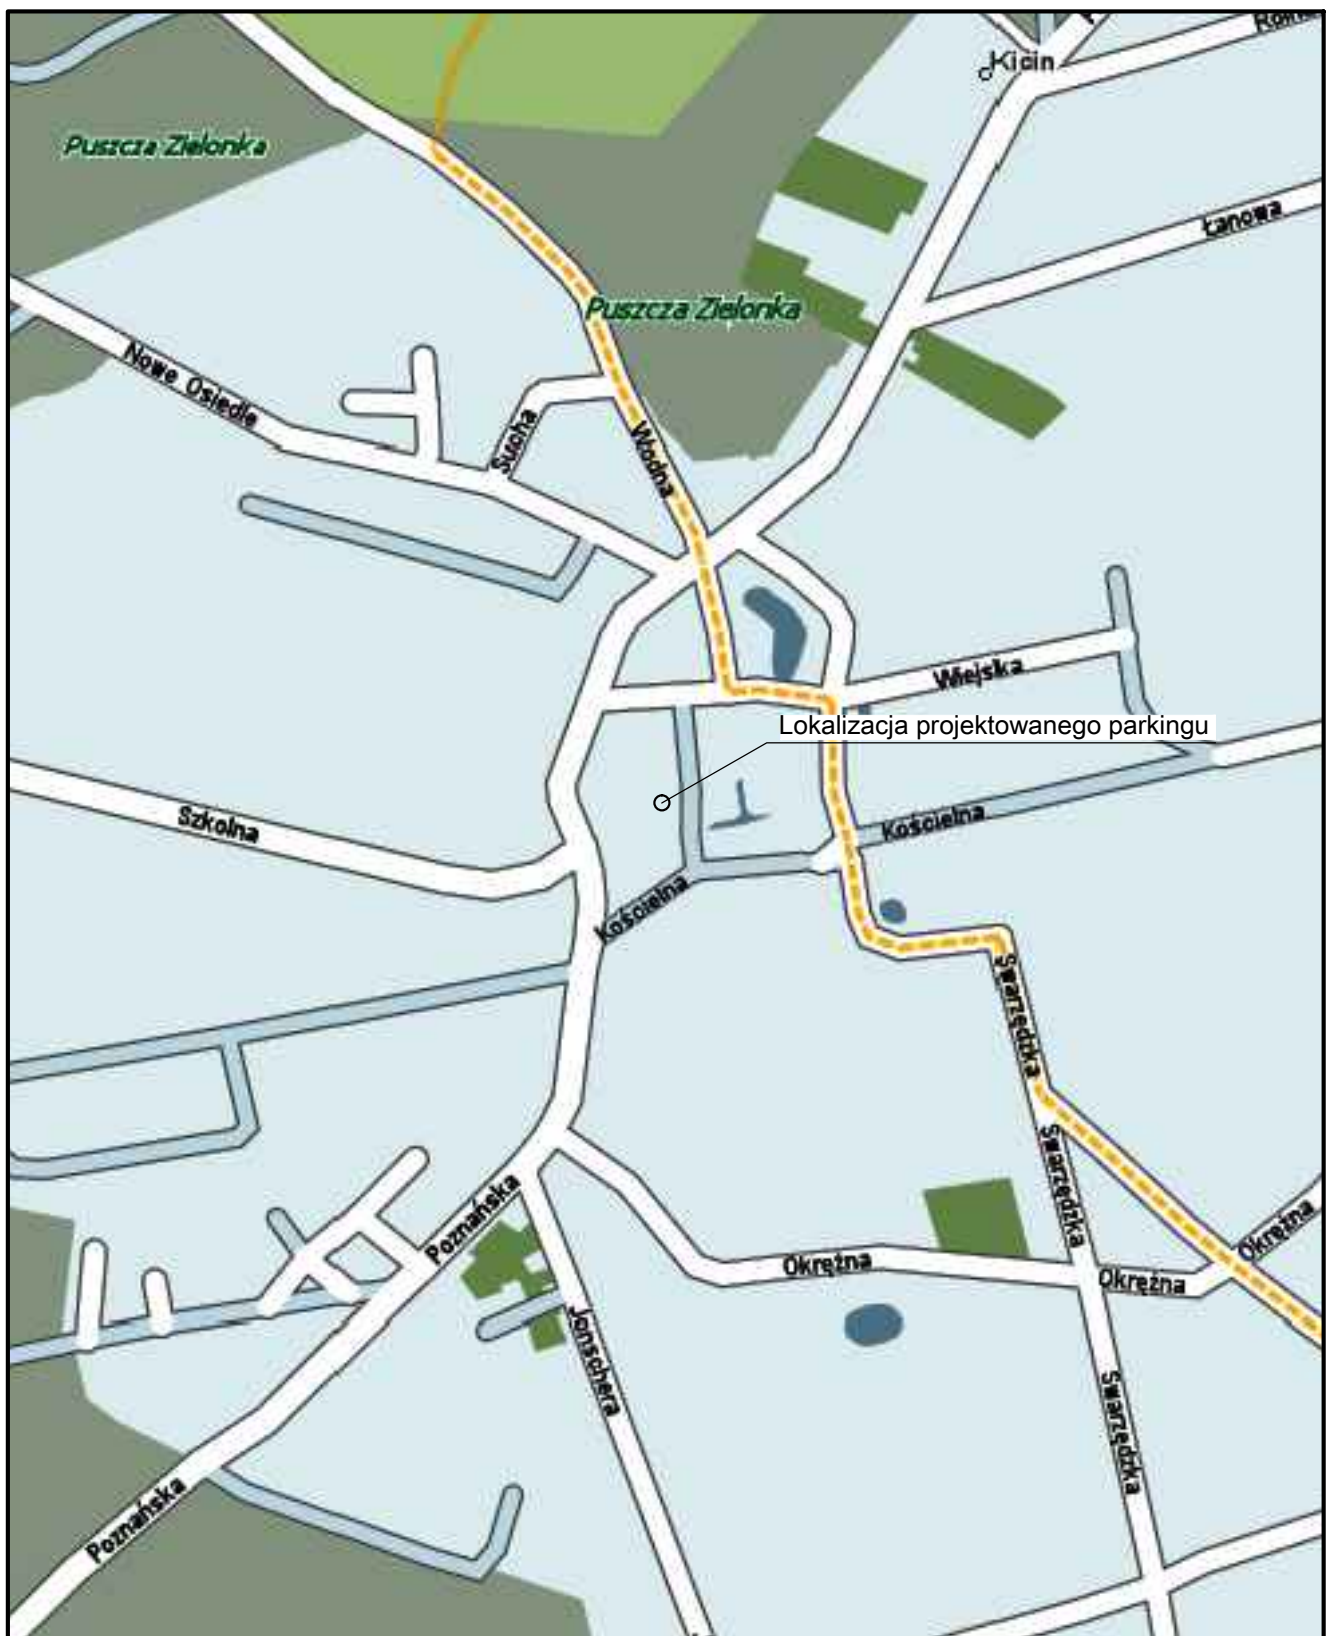 Kicin
Puszcza Zielonka
Łanowa
Puszcza Zielonka
Nowe Osiedle
Sucha
Wodna
Wiejska
Lokalizacja projektowanego parkingu
Szkolna
Kościelna
Kościelna
Swarzędzka
Swarzędzka
Poznańska
Okrężna
Okrężna
Okrężna
Jonschera
Swarzędzka
Poznańska